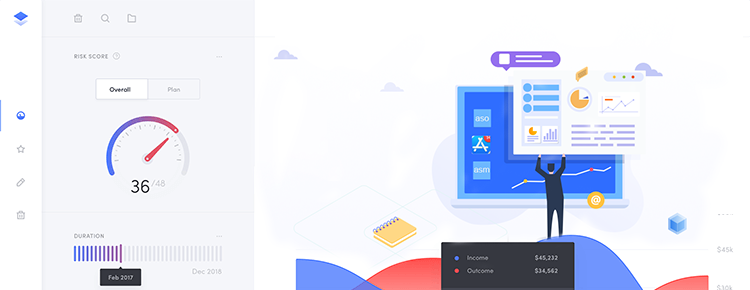 RISK SCORE
Overall
Plan
36/48
DURATION
Feb 2017
Dec 2018
aso
asm
@
Income $45,232
Outcome $34,562
$45k
$30k